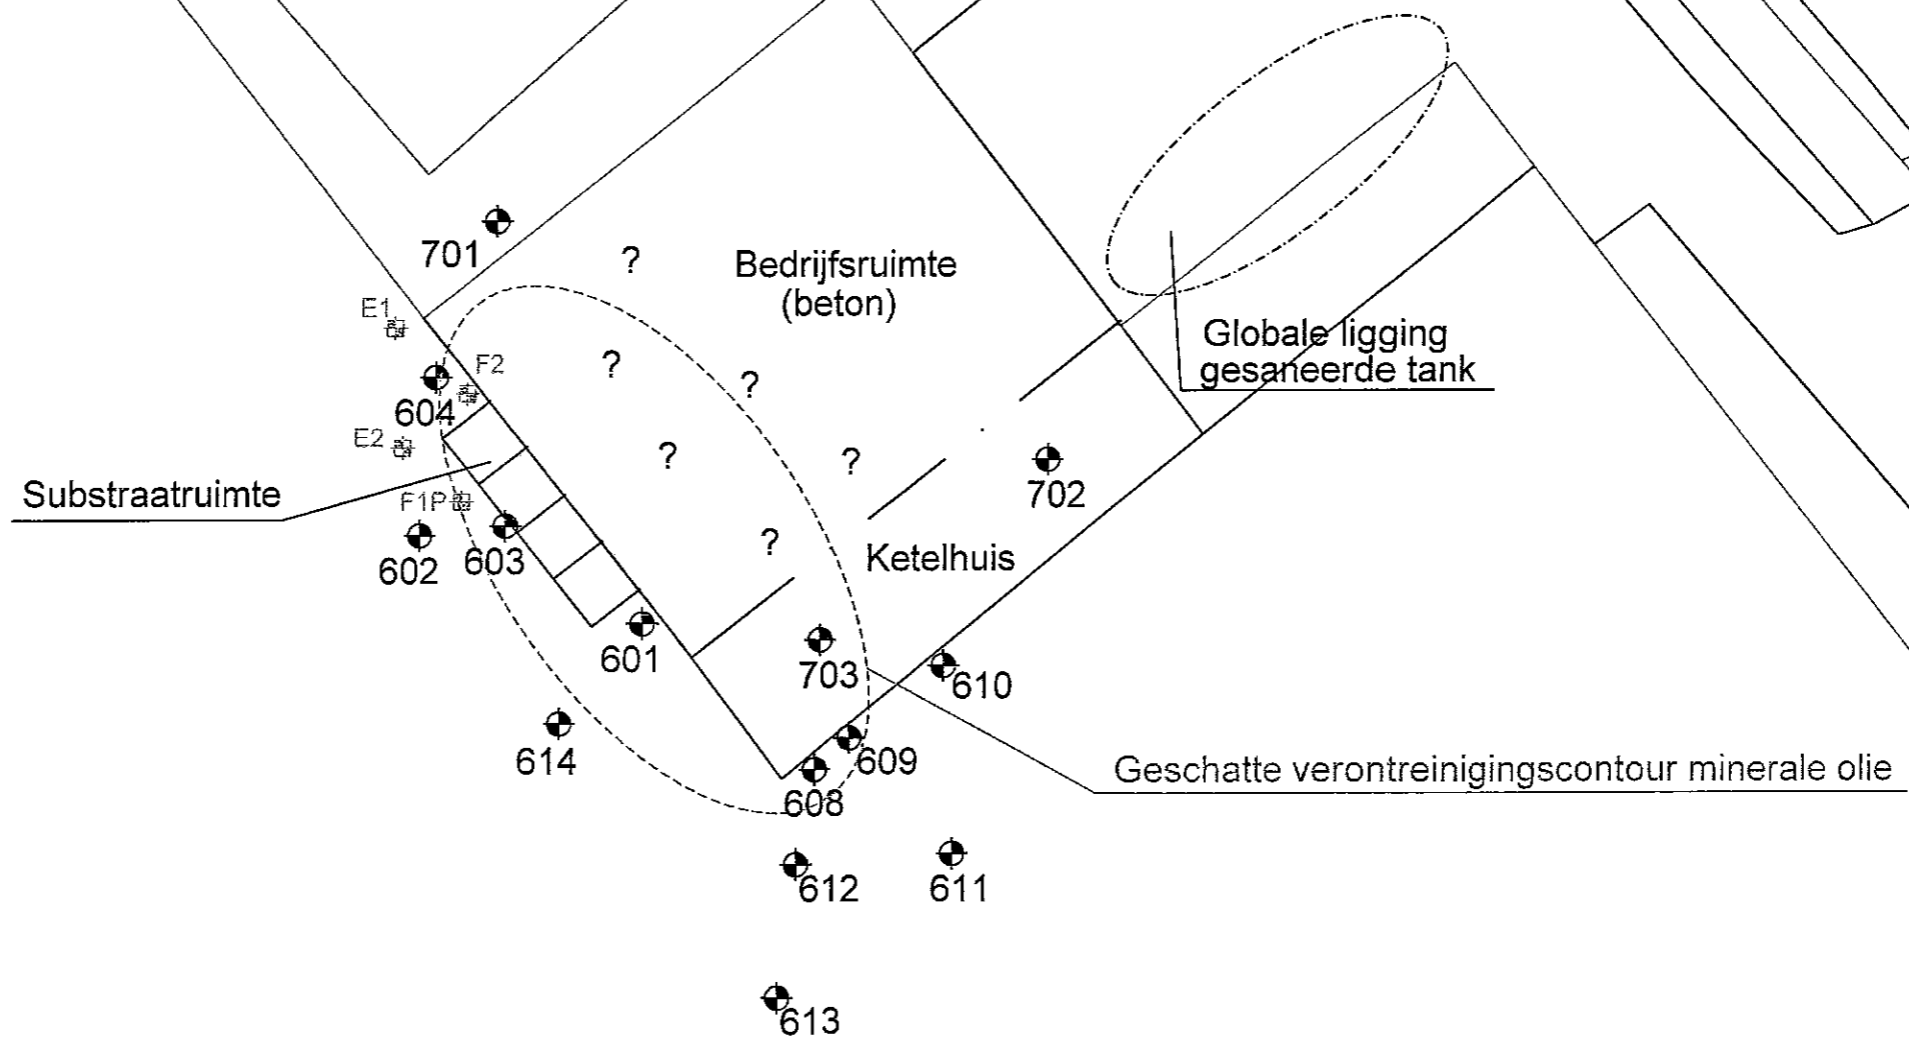 701
?
Bedrijfsruimte
(beton)
E1
Globale ligging
gesaneerde tank
F2
?
?
604
E2
?
?
Substraatruimte
F1P
702
602
603
?
Ketelhuis
601
703
610
614
609
Geschatte verontreinigingscontour minerale olie
608
612
611
613